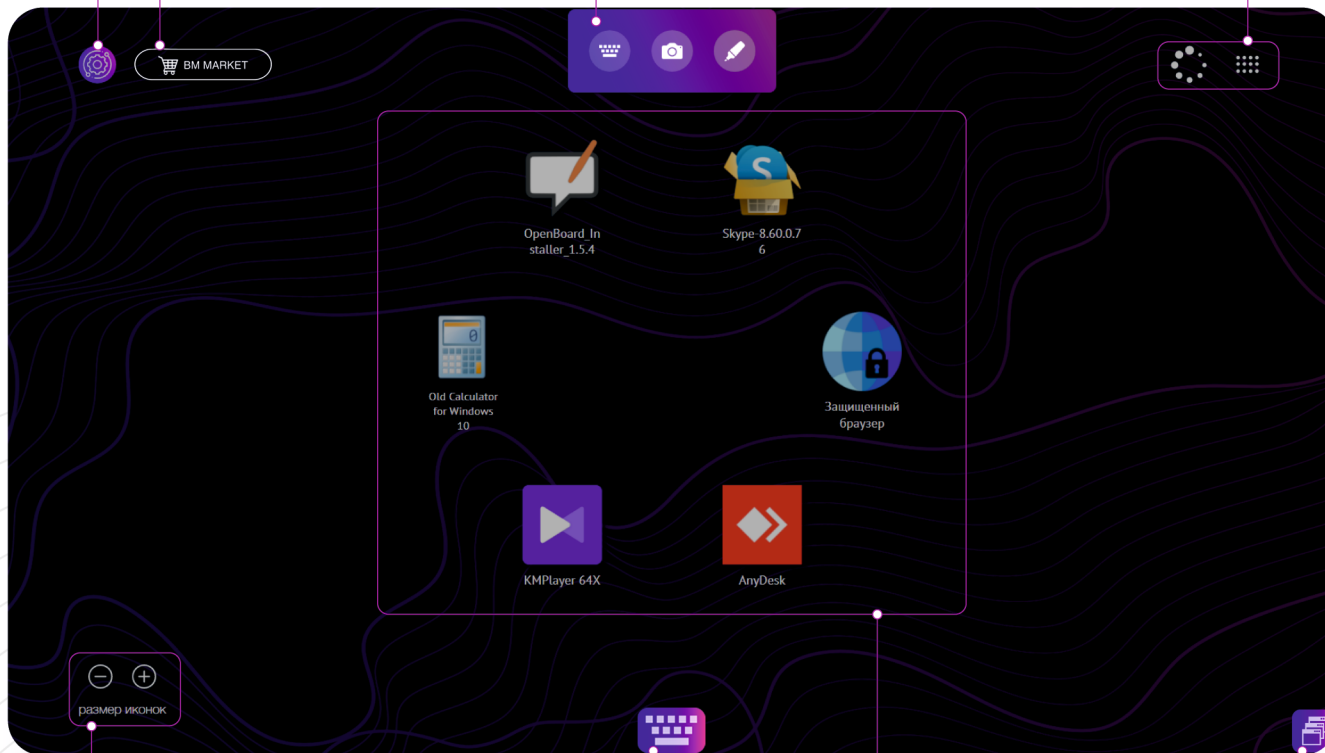 BM MARKET
OpenBoard_In
staller_1.5.4
Skype-8.60.0.7
6
Old Calculator
for Windows
10
Защищенный
браузер
KMPlayer 64X
AnyDesk
размер иконок